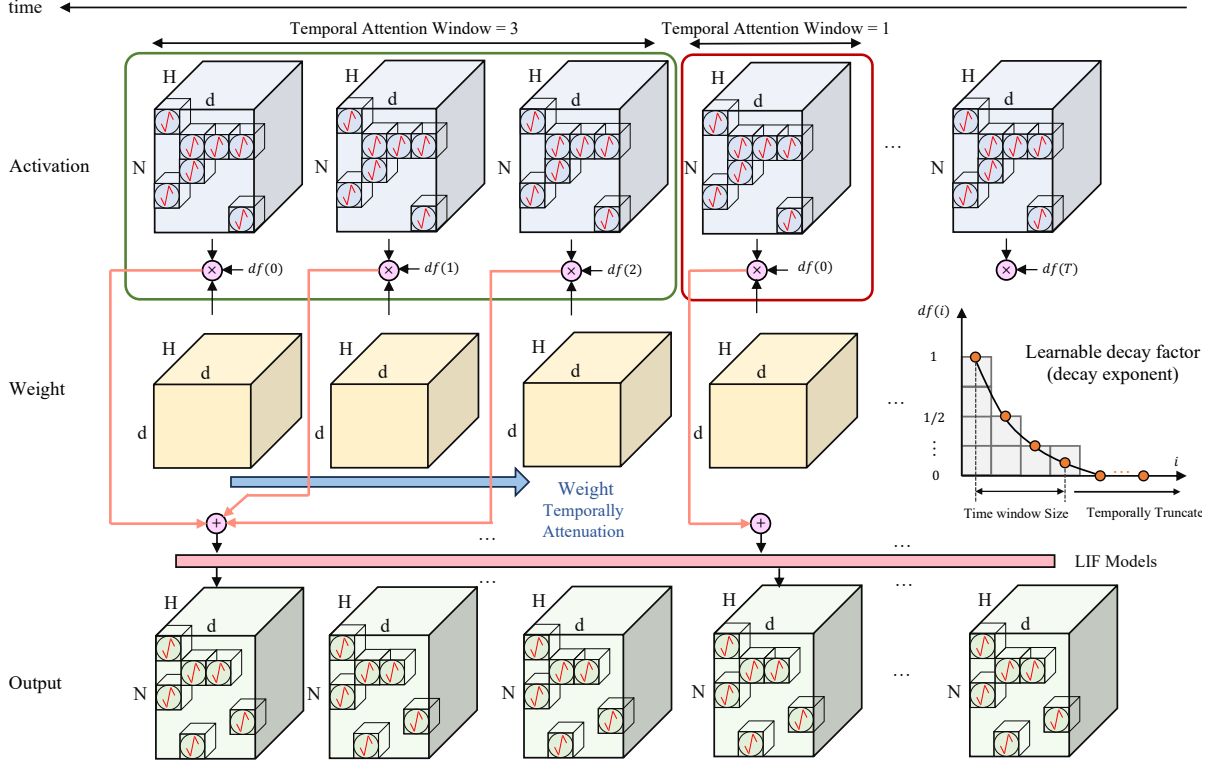 time
Temporal Attention Window = 3
Temporal Attention Window = 1
H d H d H d H d H d
Activation N N N N ... N
df(0) df(1) df(2) df(0) df(T)
H d H d H d H d
Weight d d d d ...
df(i)
Learnable decay factor
(decay exponent)
1
1/2
⋮
0 ... i
Time window Size Temporally Truncate
Weight
Temporally
Attenuation
... ...
LIF Models
... ...
H d H d H d H d H d
Output N N N N ... N